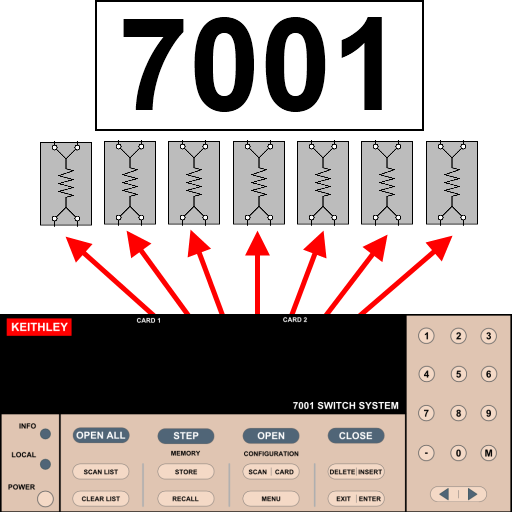 7001
CARD 1 CARD 2
KEITHLEY
7001 SWITCH SYSTEM
1 2 3
4 5 6
7 8 9
- 0 M
INFO
LOCAL
POWER
OPEN ALL STEP OPEN CLOSE
MEMORY CONFIGURATION
SCAN LIST STORE SCAN CARD DELETE INSERT
CLEAR LIST RECALL MENU EXIT ENTER